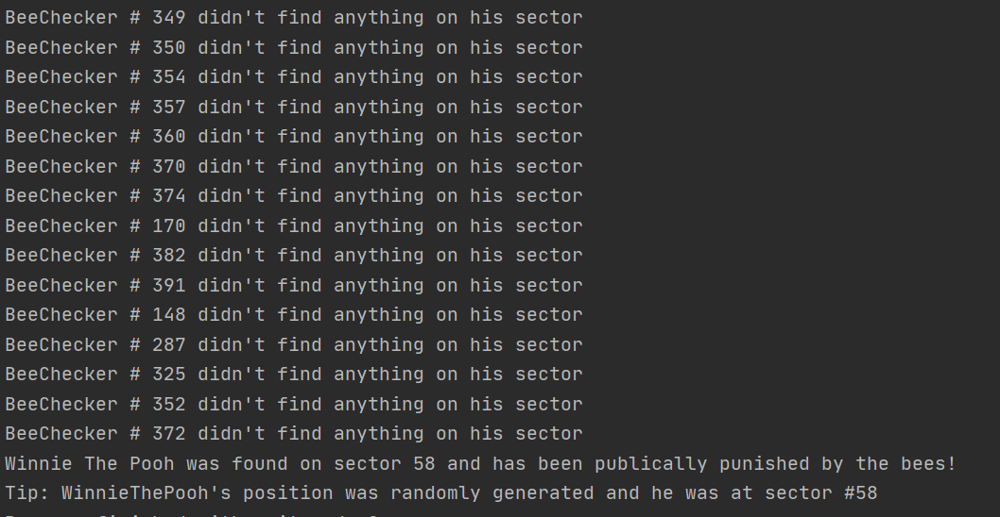 BeeChecker # 349 didn't find anything on his sector
BeeChecker # 350 didn't find anything on his sector
BeeChecker # 354 didn't find anything on his sector
BeeChecker # 357 didn't find anything on his sector
BeeChecker # 360 didn't find anything on his sector
BeeChecker # 370 didn't find anything on his sector
BeeChecker # 374 didn't find anything on his sector
BeeChecker # 170 didn't find anything on his sector
BeeChecker # 382 didn't find anything on his sector
BeeChecker # 391 didn't find anything on his sector
BeeChecker # 148 didn't find anything on his sector
BeeChecker # 287 didn't find anything on his sector
BeeChecker # 325 didn't find anything on his sector
BeeChecker # 352 didn't find anything on his sector
BeeChecker # 372 didn't find anything on his sector
Winnie The Pooh was found on sector 58 and has been publically punished by the bees!
Tip: WinnieThePooh's position was randomly generated and he was at sector #58